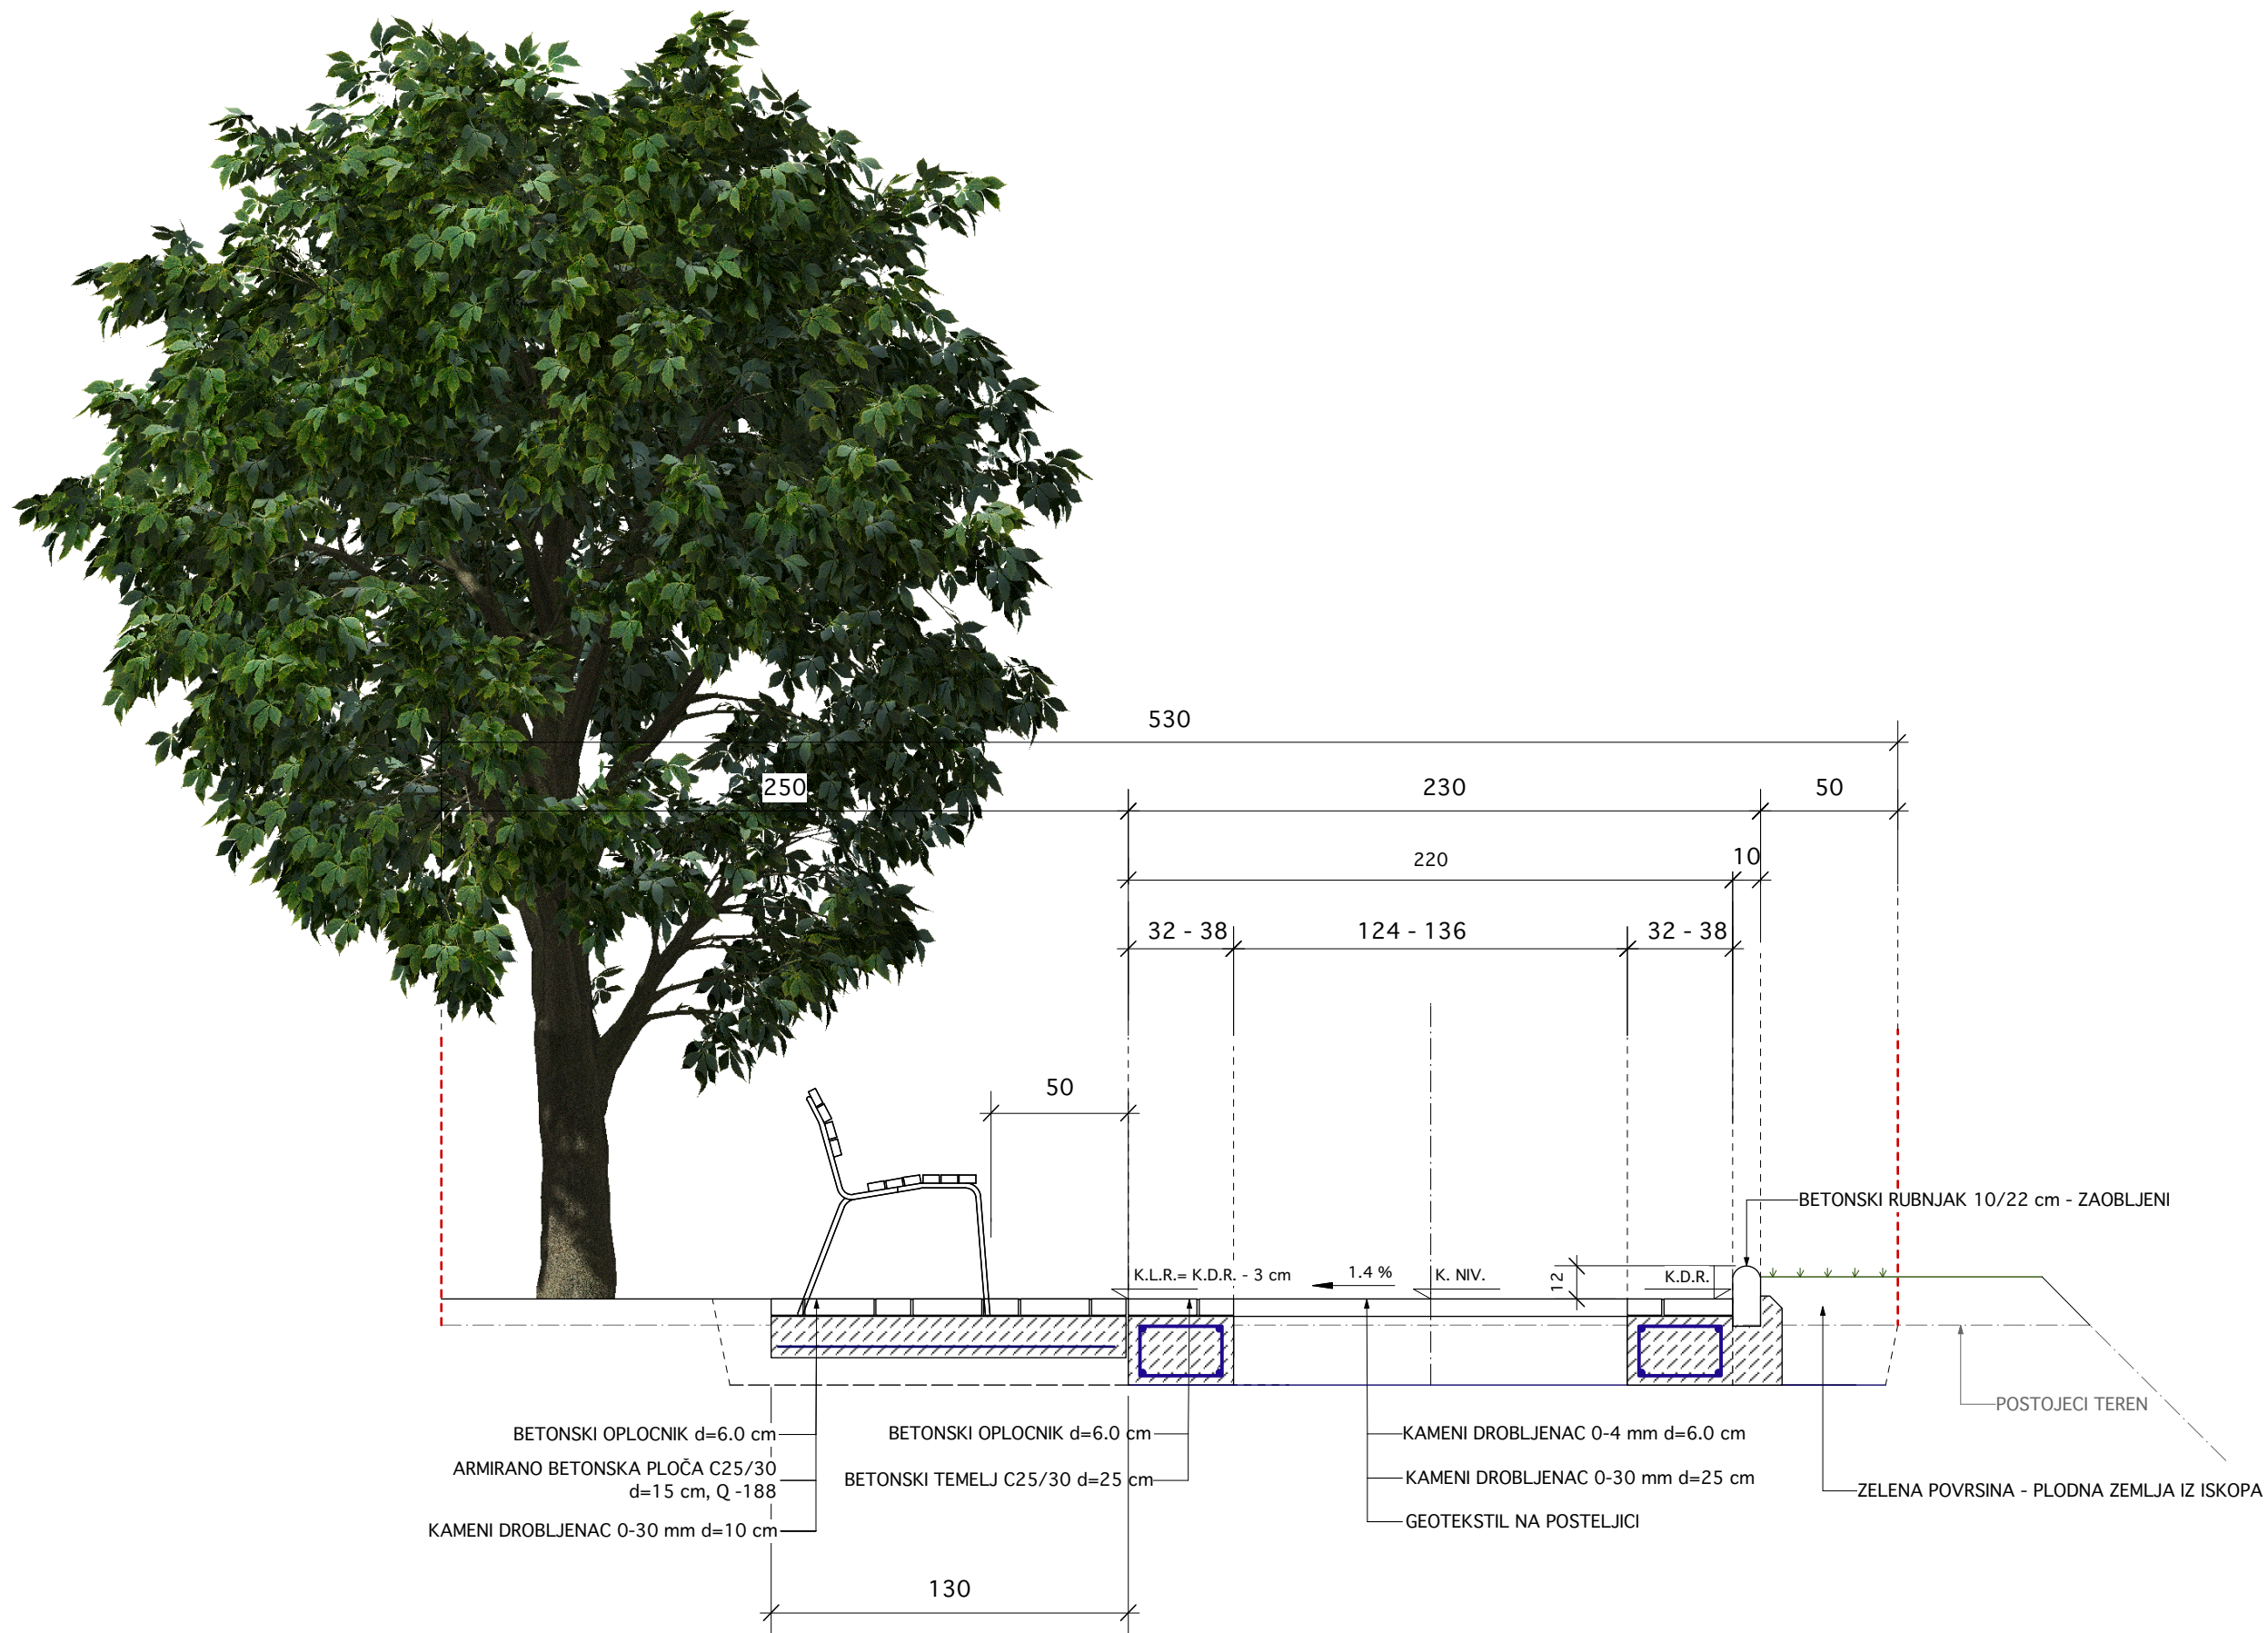 530
250
230
50
220
10
32 - 38
124 - 136
32 - 38
50
BETONSKI RUBNJAK 10/22 cm - ZAOBLJENI
K.L.R.= K.D.R. - 3 cm
1.4 %
K. NIV.
12
K.D.R.
POSTOJECI TEREN
BETONSKI OPLOCNIK d=6.0 cm
ARMIRANO BETONSKA PLOČA C25/30
d=15 cm, Q -188
KAMENI DROBLJENAC 0-30 mm d=10 cm
BETONSKI OPLOCNIK d=6.0 cm
BETONSKI TEMELJ C25/30 d=25 cm
KAMENI DROBLJENAC 0-4 mm d=6.0 cm
KAMENI DROBLJENAC 0-30 mm d=25 cm
GEOTEKSTIL NA POSTELJICI
ZELENA POVRSINA - PLODNA ZEMLJA IZ ISKOPA
130